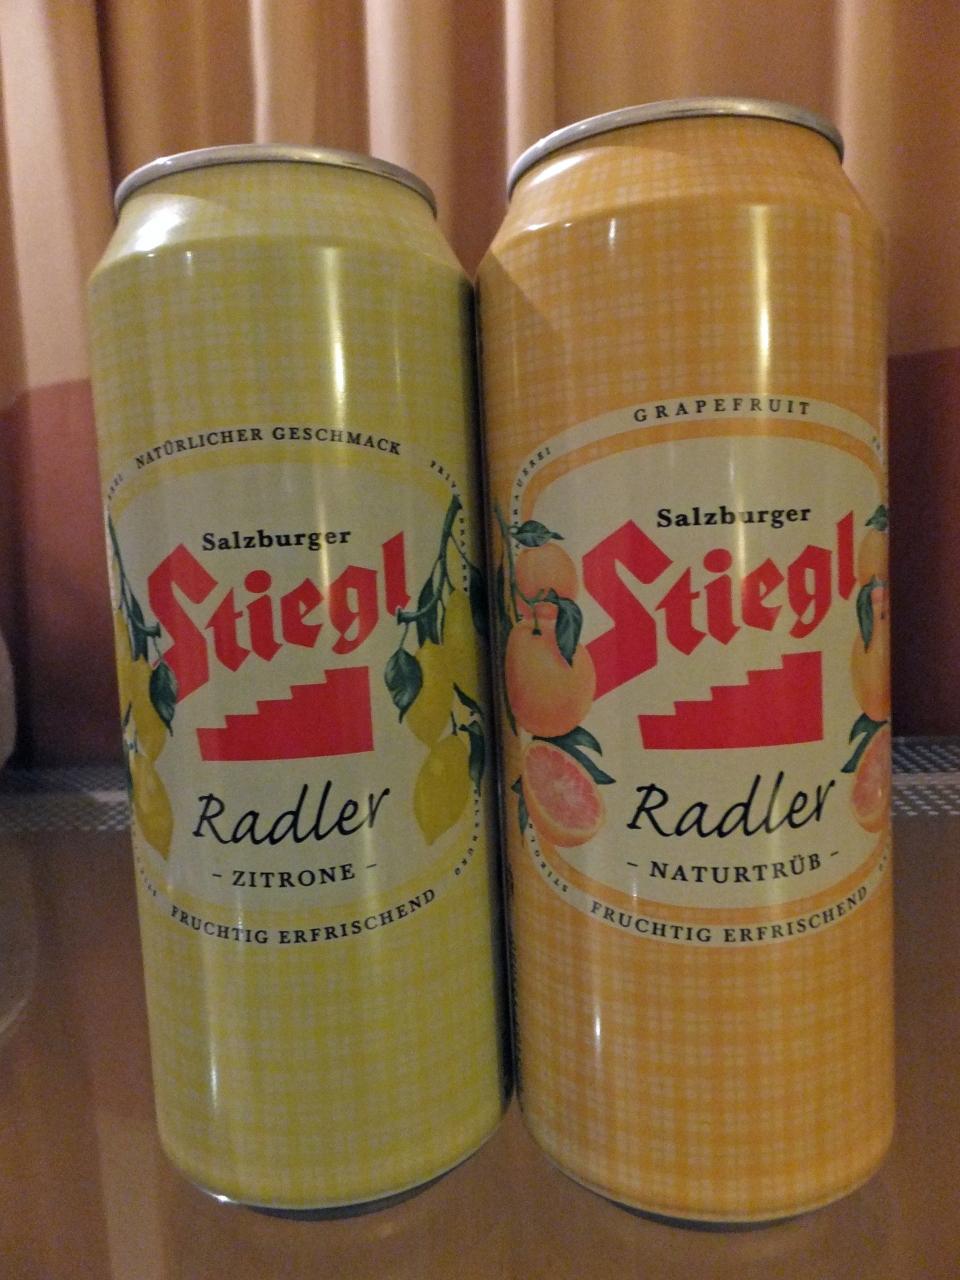 NATÜRLICHER GESCHMACK
Salzburger
Stiegl
Radler
- ZITRONE -
FRUCHTIG ERFRISCHEND
GRAPEFRUIT
Salzburger
Stiegl
Radler
- NATURTRÜB -
FRUCHTIG ERFRISCHEND